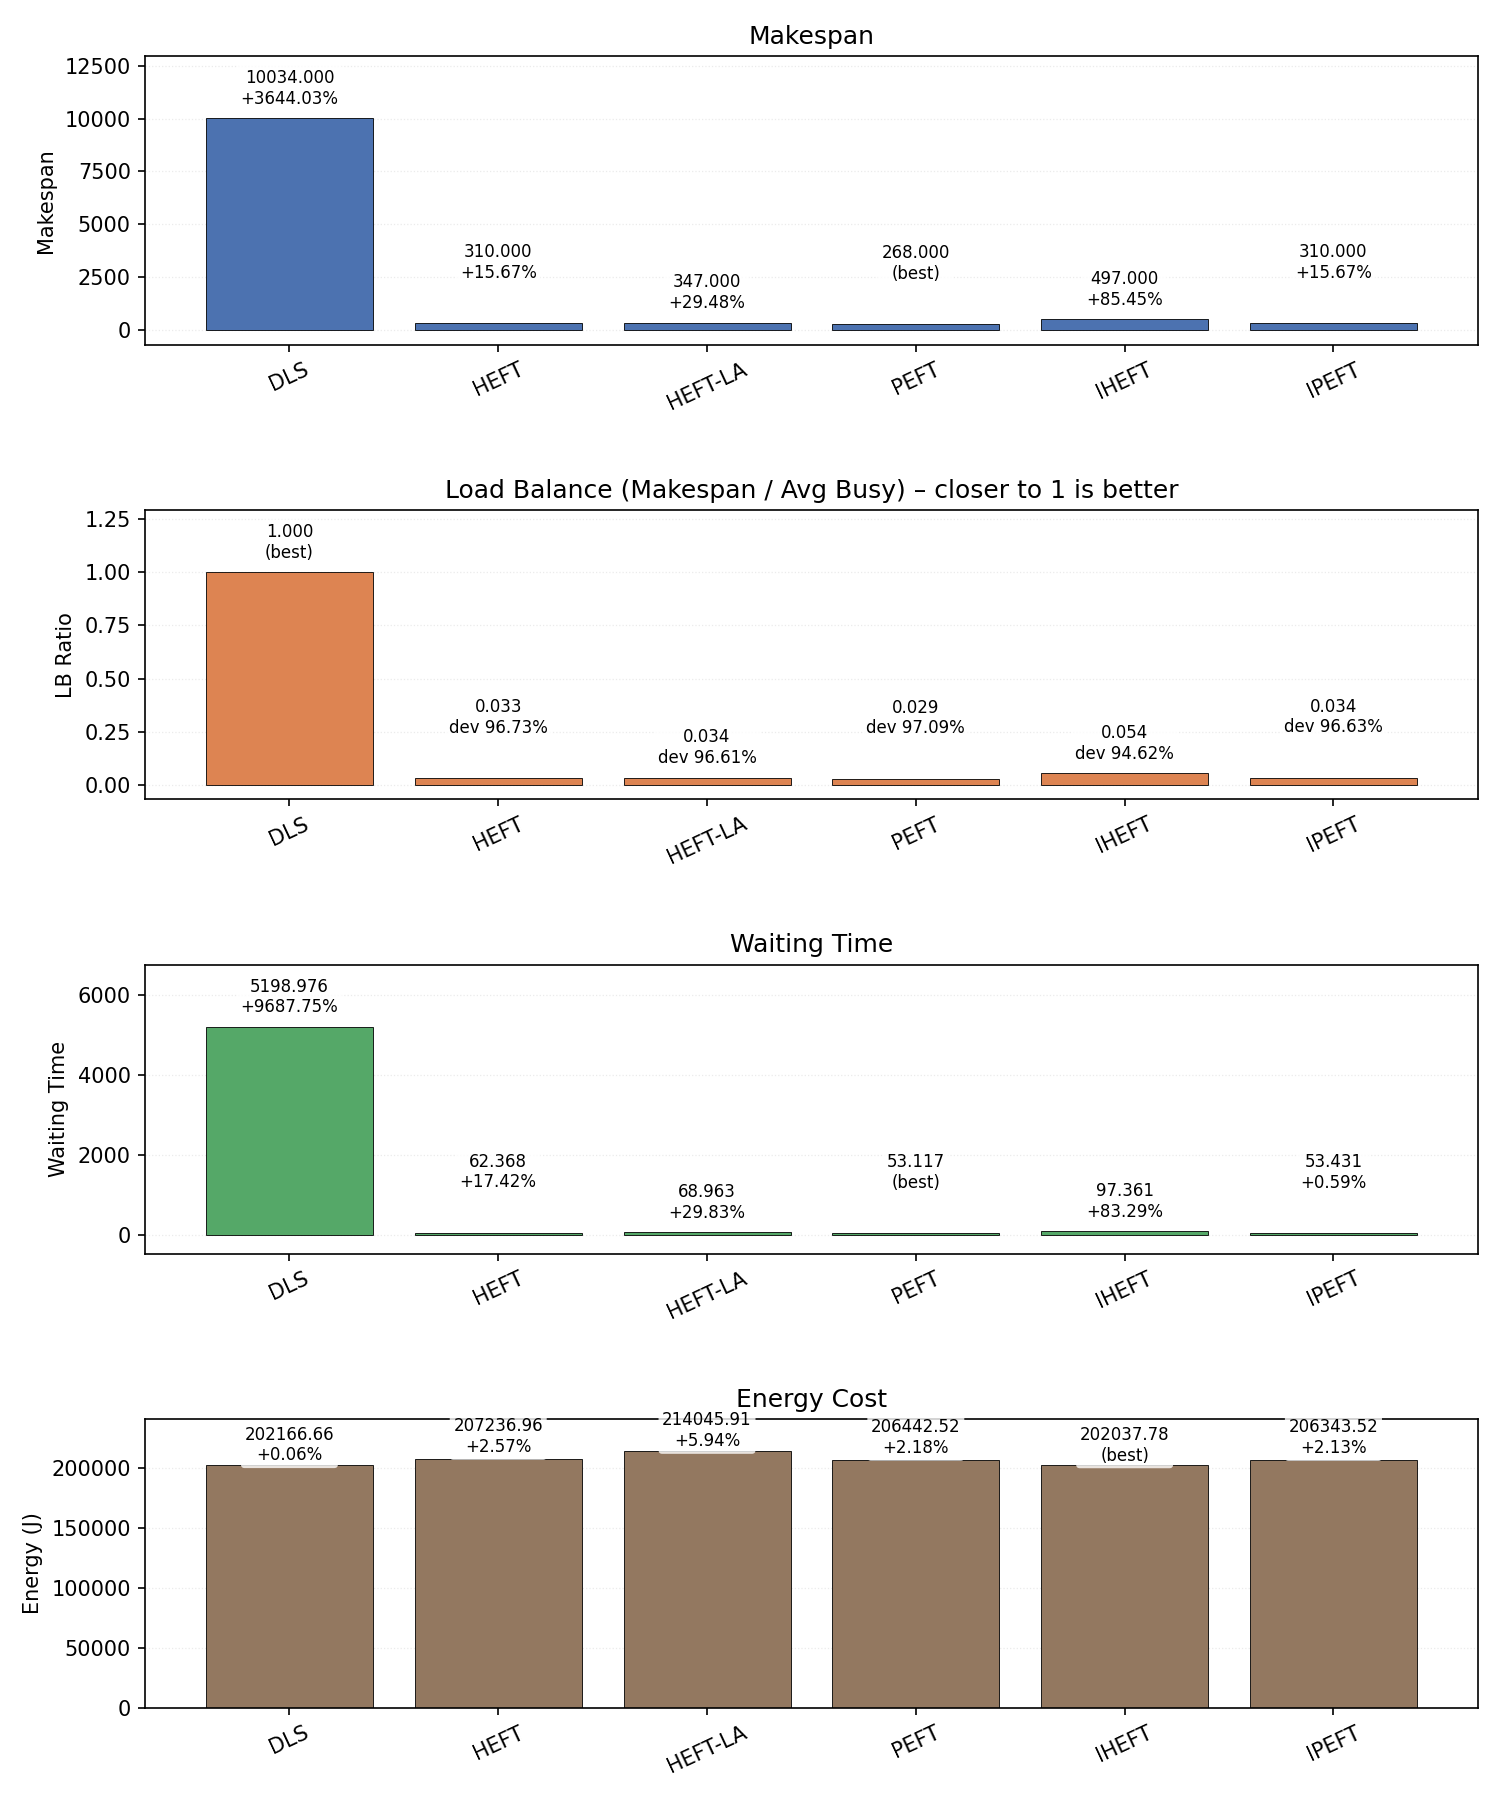 Makespan
Makespan
12500
10000
7500
5000
2500
0
10034.000
+3644.03%
310.000
+15.67%
347.000
+29.48%
268.000
(best)
497.000
+85.45%
310.000
+15.67%
DLS
HEFT
HEFT-LA
PEFT
IHEFT
IPEFT
Load Balance (Makespan / Avg Busy) – closer to 1 is better
LB Ratio
1.25
1.00
0.75
0.50
0.25
0.00
1.000
(best)
0.033
dev 96.73%
0.034
dev 96.61%
0.029
dev 97.09%
0.054
dev 94.62%
0.034
dev 96.63%
DLS
HEFT
HEFT-LA
PEFT
IHEFT
IPEFT
Waiting Time
Waiting Time
6000
4000
2000
0
5198.976
+9687.75%
62.368
+17.42%
68.963
+29.83%
53.117
(best)
97.361
+83.29%
53.431
+0.59%
DLS
HEFT
HEFT-LA
PEFT
IHEFT
IPEFT
Energy Cost
Energy (J)
200000
150000
100000
50000
0
202166.66
+0.06%
207236.96
+2.57%
214045.91
+5.94%
206442.52
+2.18%
202037.78
(best)
206343.52
+2.13%
DLS
HEFT
HEFT-LA
PEFT
IHEFT
IPEFT